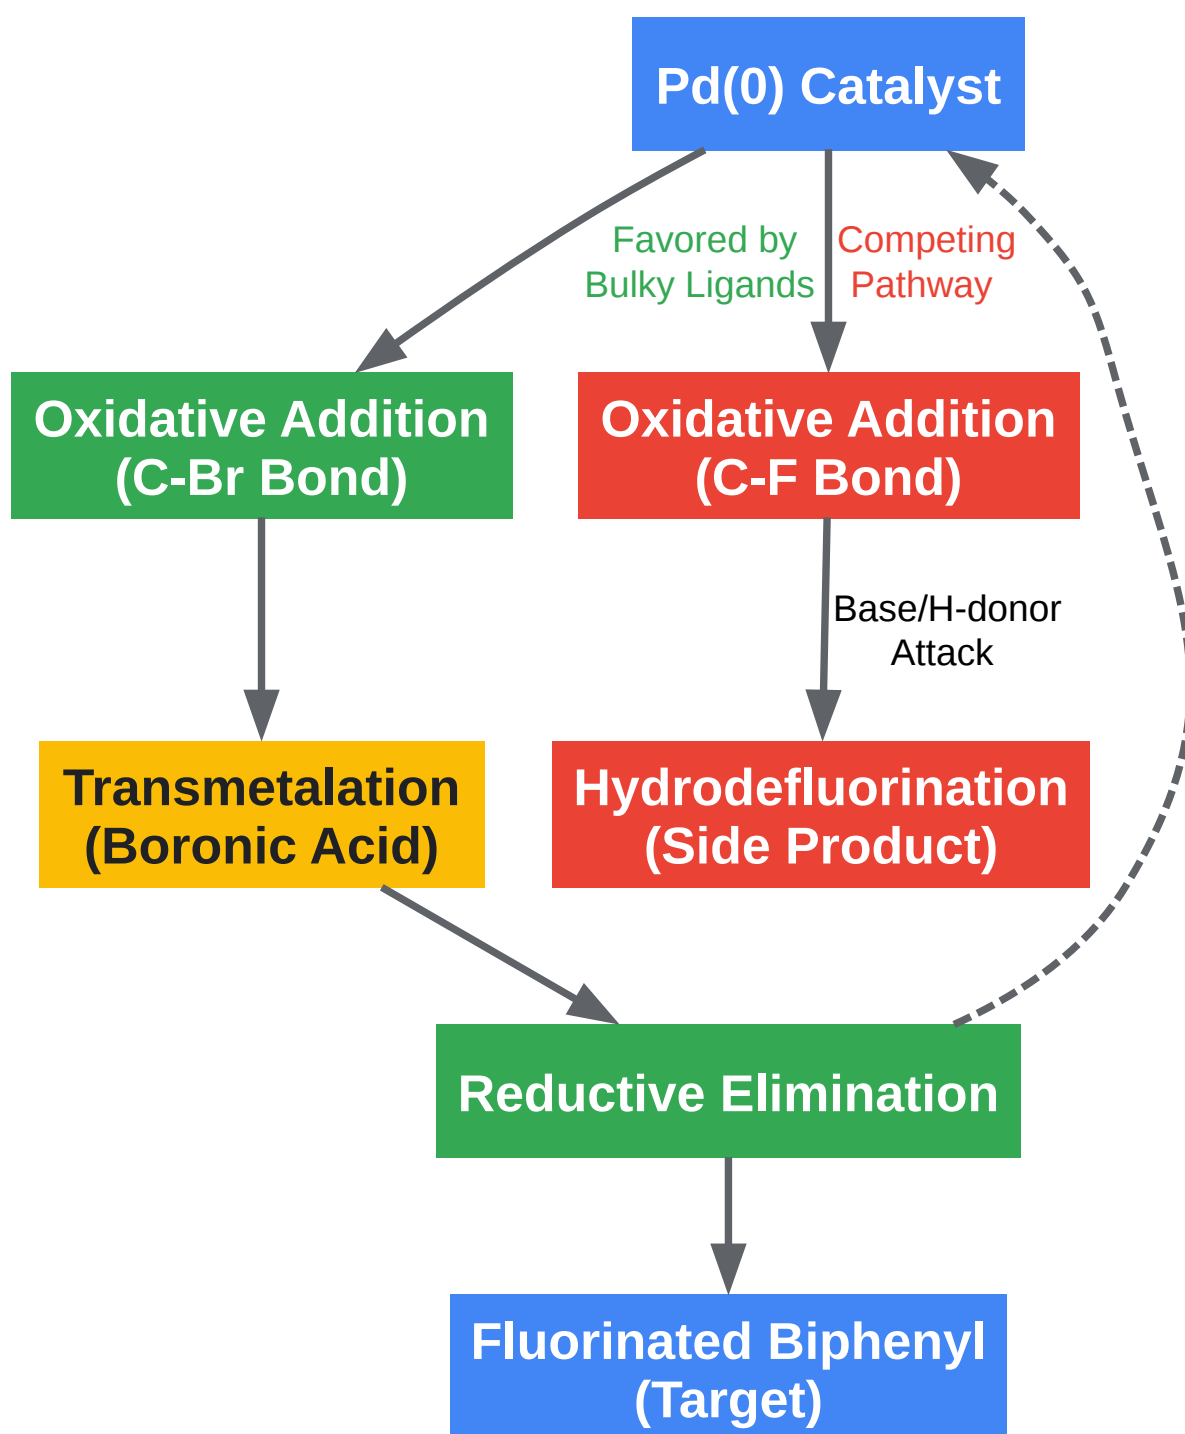 Pd(0) Catalyst
Favored by
Bulky Ligands
Competing
Pathway
Oxidative Addition
(C-Br Bond)
Oxidative Addition
(C-F Bond)
Base/H-donor
Attack
Transmetalation
(Boronic Acid)
Hydrodefluorination
(Side Product)
Reductive Elimination
Fluorinated Biphenyl
(Target)